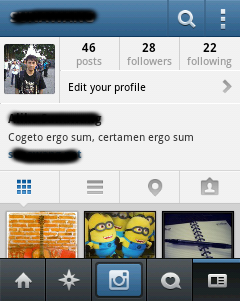 46 28 22
posts followers following
Edit your profile
Cogeto ergo sum, certamen ergo sum